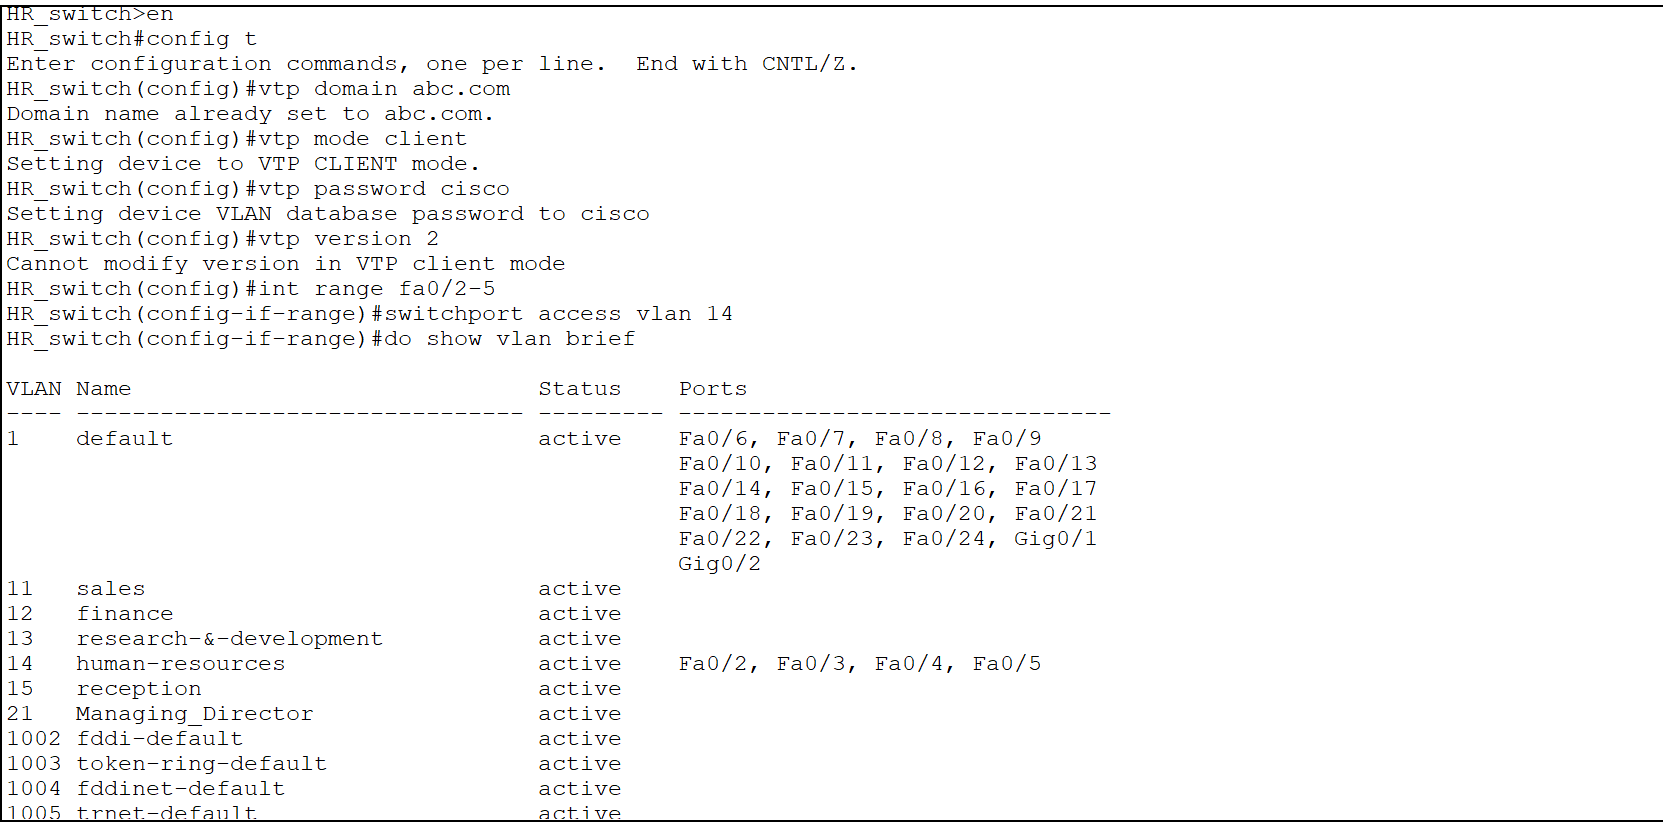 HR_switch>en
HR_switch#config t
Enter configuration commands, one per line.  End with CNTL/Z.
HR_switch(config)#vtp domain abc.com
Domain name already set to abc.com.
HR_switch(config)#vtp mode client
Setting device to VTP CLIENT mode.
HR_switch(config)#vtp password cisco
Setting device VLAN database password to cisco
HR_switch(config)#vtp version 2
Cannot modify version in VTP client mode
HR_switch(config)#int range fa0/2-5
HR_switch(config-if-range)#switchport access vlan 14
HR_switch(config-if-range)#do show vlan brief

VLAN Name                             Status    Ports
---- -------------------------------- --------- -------------------------------
1    default                          active    Fa0/6, Fa0/7, Fa0/8, Fa0/9
                                                Fa0/10, Fa0/11, Fa0/12, Fa0/13
                                                Fa0/14, Fa0/15, Fa0/16, Fa0/17
                                                Fa0/18, Fa0/19, Fa0/20, Fa0/21
                                                Fa0/22, Fa0/23, Fa0/24, Gig0/1
                                                Gig0/2
11   sales                            active
12   finance                          active
13   research-&-development           active
14   human-resources                  active    Fa0/2, Fa0/3, Fa0/4, Fa0/5
15   reception                        active
21   Managing_Director                active
1002 fddi-default                     active
1003 token-ring-default               active
1004 fddinet-default                  active
1005 trnet-default                    active